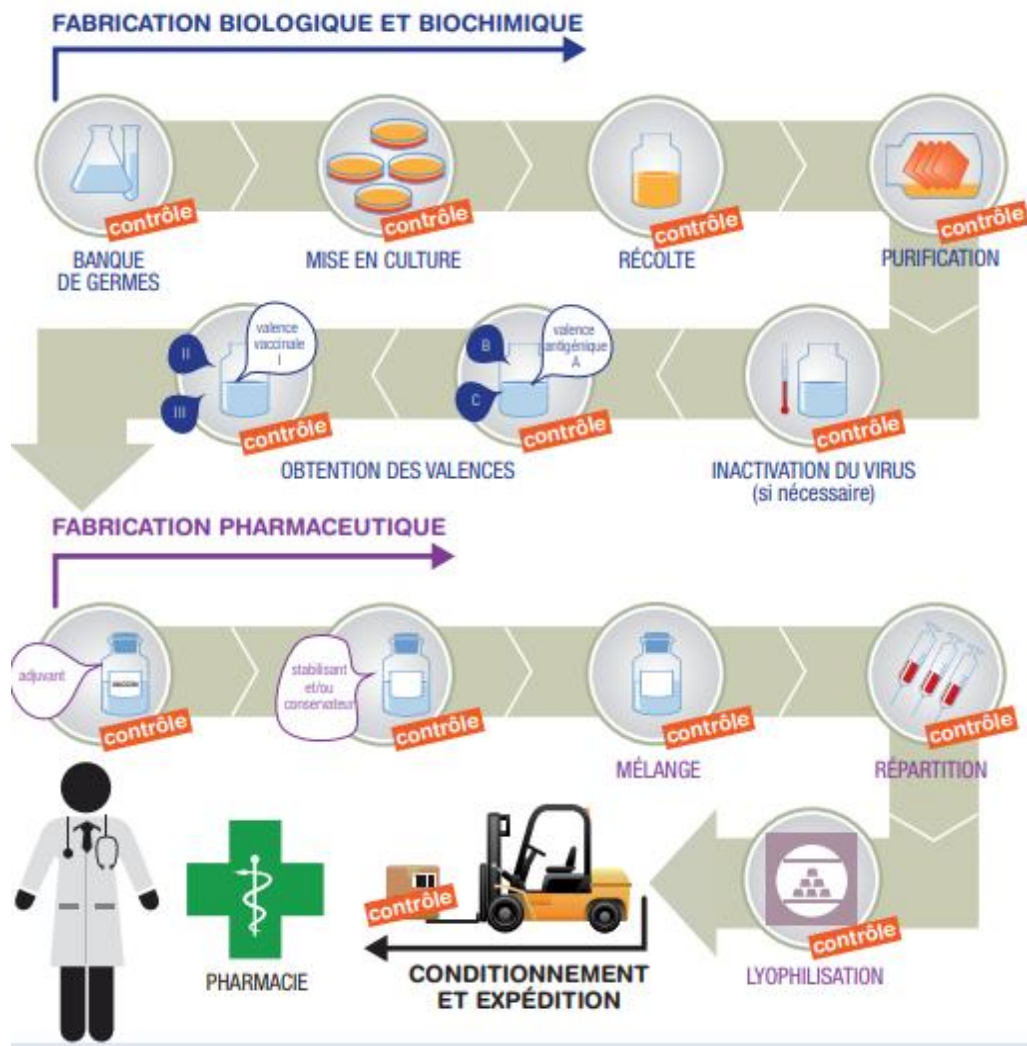 FABRICATION BIOLOGIQUE ET BIOCHIMIQUE
contrôle
contrôle
contrôle
contrôle
BANQUE
DE GERMES
MISE EN CULTURE
RÉCOLTE
PURIFICATION
II
III
valence
vaccinale
I
contrôle
B
C
valence
antigénique
A
contrôle
contrôle
OBTENTION DES VALENCES
INACTIVATION DU VIRUS
(si nécessaire)
FABRICATION PHARMACEUTIQUE
adjuvant
contrôle
stabilisant
et/ou
conservateur
contrôle
contrôle
contrôle
MÉLANGE
RÉPARTITION
contrôle
contrôle
PHARMACIE
CONDITIONNEMENT
ET EXPÉDITION
LYOPHILISATION